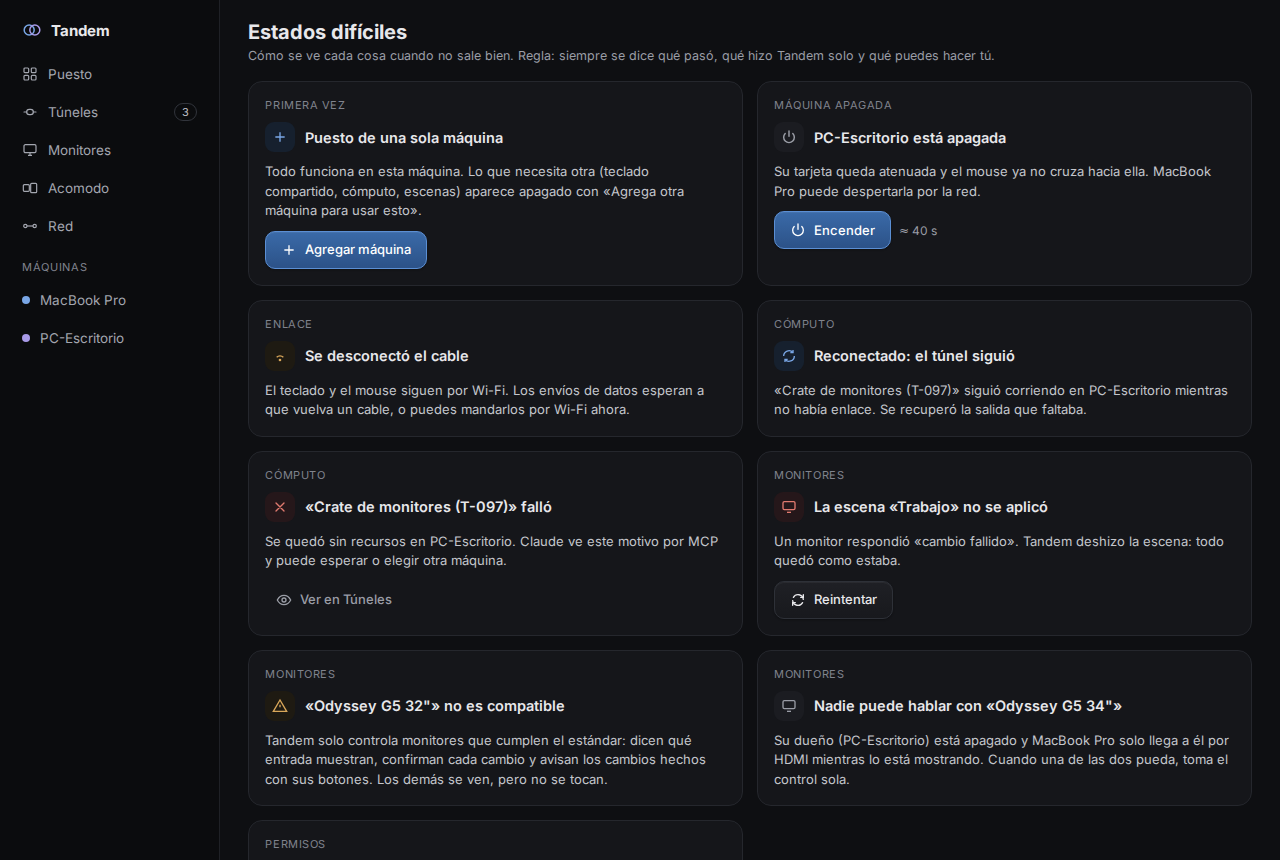 Tandem
Puesto
Túneles
3
Monitores
Acomodo
Red
MÁQUINAS
MacBook Pro
PC-Escritorio
Estados difíciles
Cómo se ve cada cosa cuando no sale bien. Regla: siempre se dice qué pasó, qué hizo Tandem solo y qué puedes hacer tú.
PRIMERA VEZ
Puesto de una sola máquina
Todo funciona en esta máquina. Lo que necesita otra (teclado
compartido, cómputo, escenas) aparece apagado con «Agrega otra
máquina para usar esto».
Agregar máquina
MÁQUINA APAGADA
PC-Escritorio está apagada
Su tarjeta queda atenuada y el mouse ya no cruza hacia ella. MacBook
Pro puede despertarla por la red.
Encender
≈ 40 s
ENLACE
Se desconectó el cable
El teclado y el mouse siguen por Wi-Fi. Los envíos de datos esperan a
que vuelva un cable, o puedes mandarlos por Wi-Fi ahora.
CÓMPUTO
Reconectado: el túnel siguió
«Crate de monitores (T-097)» siguió corriendo en PC-Escritorio mientras
no había enlace. Se recuperó la salida que faltaba.
CÓMPUTO
«Crate de monitores (T-097)» falló
Se quedó sin recursos en PC-Escritorio. Claude ve este motivo por MCP
y puede esperar o elegir otra máquina.
Ver en Túneles
MONITORES
La escena «Trabajo» no se aplicó
Un monitor respondió «cambio fallido». Tandem deshizo la escena: todo
quedó como estaba.
Reintentar
MONITORES
«Odyssey G5 32"» no es compatible
Tandem solo controla monitores que cumplen el estándar: dicen qué
entrada muestran, confirman cada cambio y avisan los cambios hechos
con sus botones. Los demás se ven, pero no se tocan.
MONITORES
Nadie puede hablar con «Odyssey G5 34"»
Su dueño (PC-Escritorio) está apagado y MacBook Pro solo llega a él por
HDMI mientras lo está mostrando. Cuando una de las dos pueda, toma el
control sola.
PERMISOS